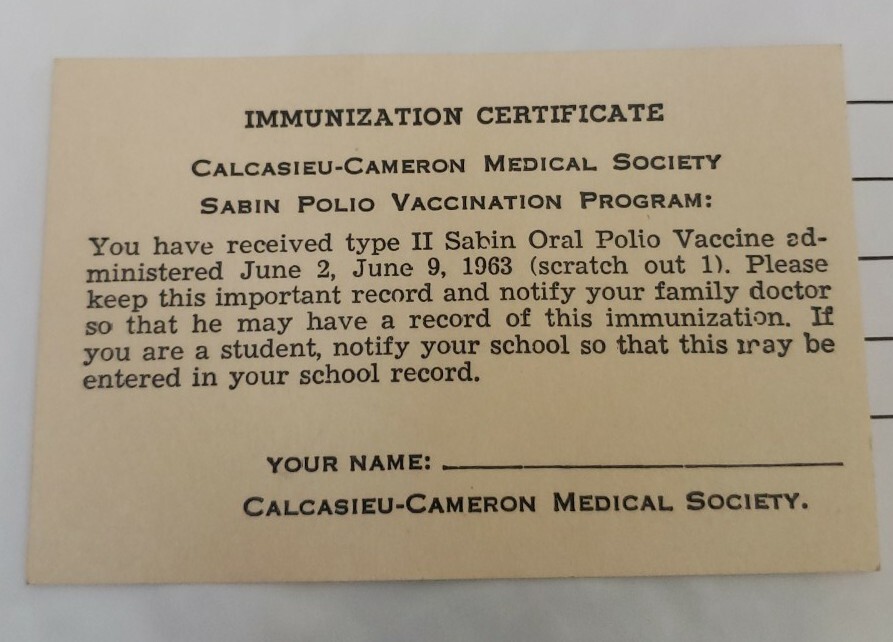 IMMUNIZATION CERTIFICATE
CALCASIEU-CAMERON MEDICAL SOCIETY
SABIN POLIO VACCINATION PROGRAM:
You have received type II Sabin Oral Polio Vaccine ad-
ministered June 2, June 9, 1963 (scratch out 1). Please
keep this important record and notify your family doctor
so that he may have a record of this immunization. If
you are a student, notify your school so that this may be
entered in your school record.
YOUR NAME:
CALCASIEU-CAMERON MEDICAL SOCIETY.